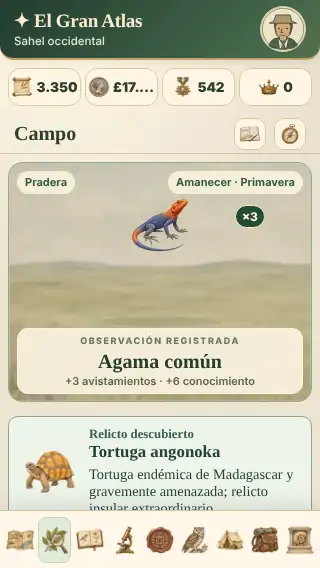 ✦ El Gran Atlas
Sahel occidental
3.350
£17....
542
0
Campo
Pradera
Amanecer · Primavera
×3
OBSERVACIÓN REGISTRADA
Agama común
+3 avistamientos · +6 conocimiento
Relicto descubierto
Tortuga angonoka
Tortuga endémica de Madagascar y
gravemente amenazada; relicto
insular extraordinario.